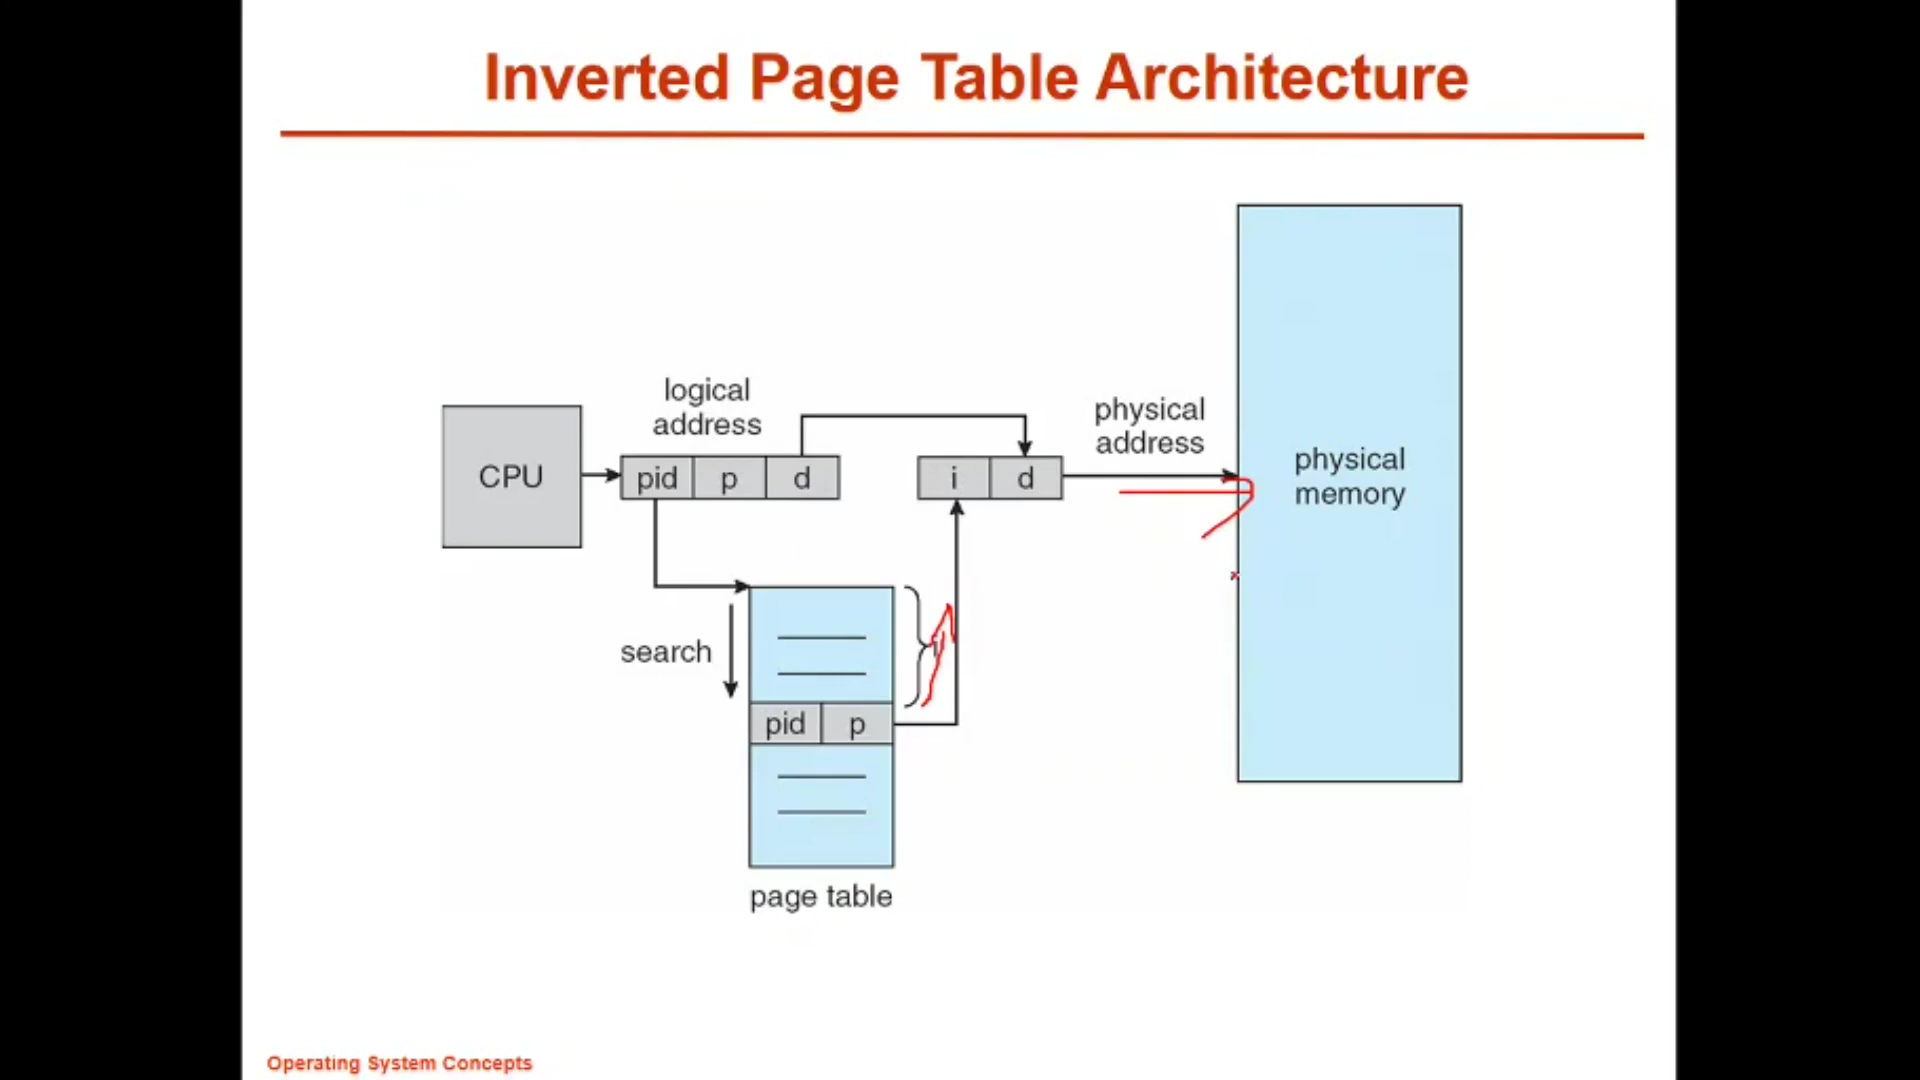 Inverted Page Table Architecture
logical
address
physical
address
CPU
pid p d
i d
physical
memory
search
pid p
page table
Operating System Concepts